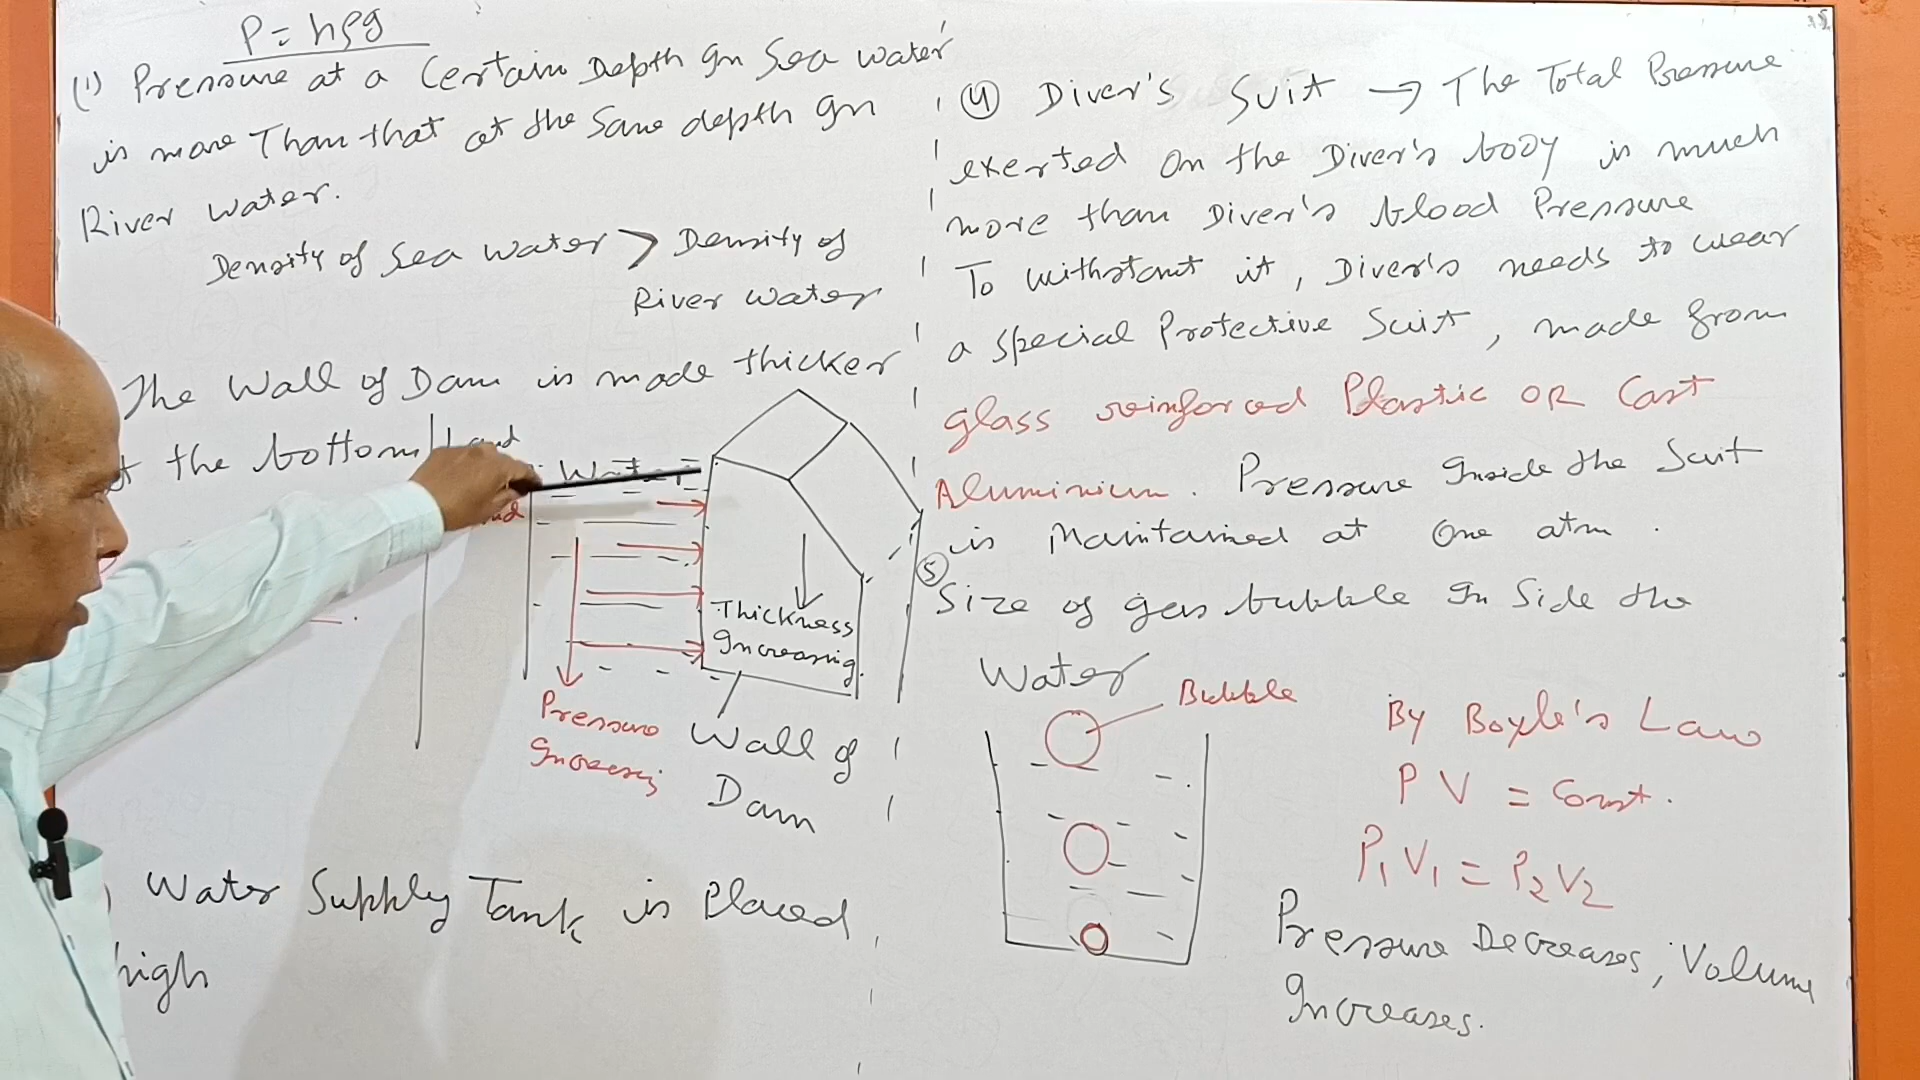 P = hρg
(1) Pressure at a Certain Depth In Sea water
is more Than that at the Same depth In
River water.
Density of Sea water > Density of
River water
The Wall of Dam is made thicker
at the bottom
Water
Thickness
Increasing
Pressure
Increasing
Wall of
Dam
Water Supply Tank is Placed
high
(4) Diver's Suit → The Total Pressure
exerted on the Diver's body is much
more than Diver's blood Pressure
To withstant it, Diver's needs to wear
a special Protective Suit, made from
glass reinforced Plastic OR Cast
Aluminium. Pressure Inside the Suit
is Maintained at One atm.
(5)
Size of gas bubble In Side the
Water
Bubble
By Boyle's Law
P V = Const.
P₁V₁ = P₂V₂
Pressure Decreases, Volume
Increases.